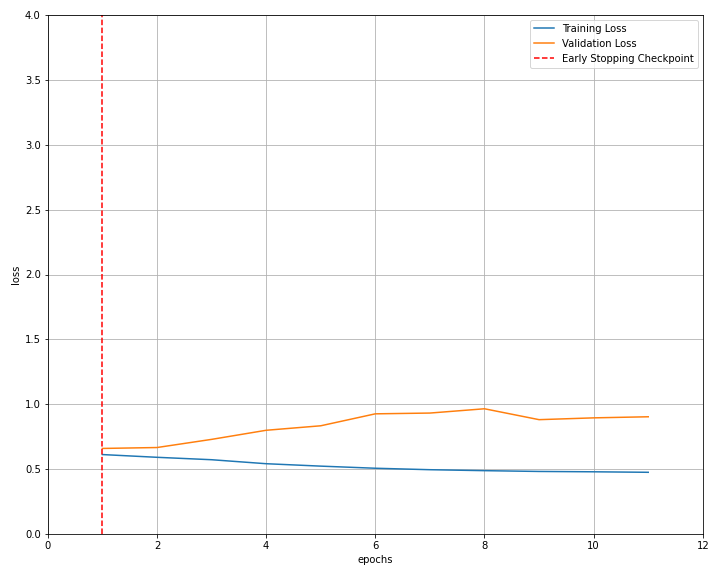 Training Loss
Validation Loss
Early Stopping Checkpoint
4.0
3.5
3.0
2.5
2.0
1.5
1.0
0.5
0.0
loss
0 2 4 6 8 10 12
epochs